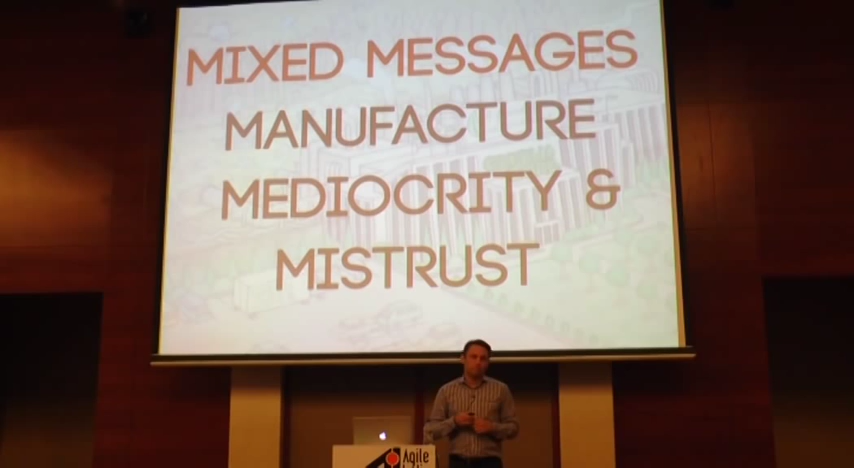 MIXED MESSAGES
MANUFACTURE
MEDIOCRITY &
MISTRUST
Agile